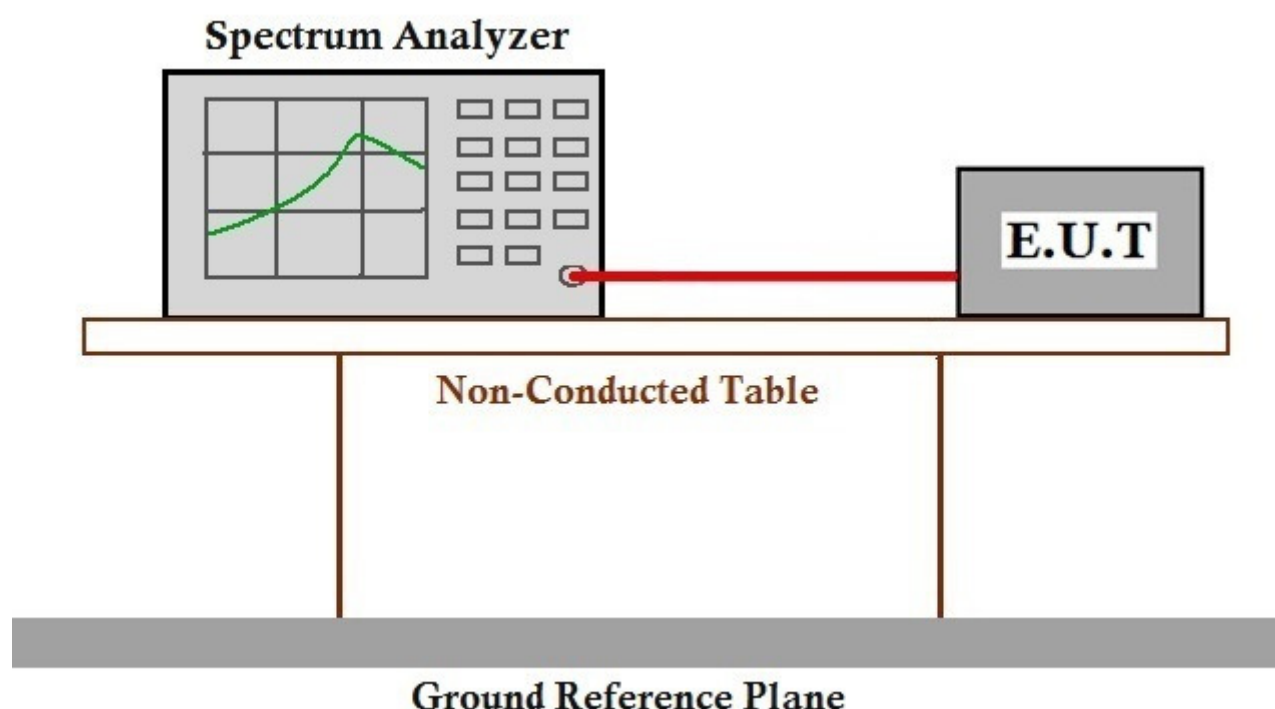 Spectrum Analyzer
E.U.T
Non-Conducted Table
Ground Reference Plane